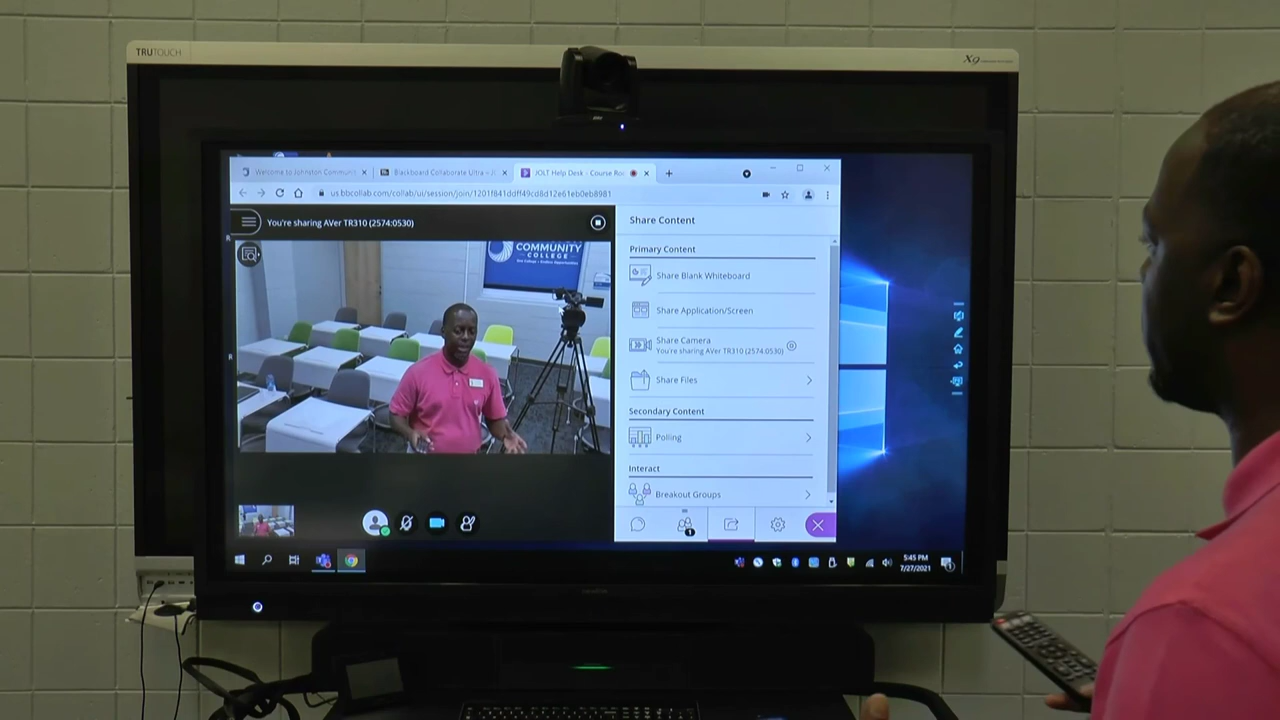 TRUTOUCH
X9
Welcome to Johnston Communit
Blackboard Collaborate Ultra – JO
JOLT Help Desk - Course Ro
us.bbcollab.com/collab/ui/session/join/1201f841ddff49cd8d12e61eb0eb8981
You're sharing AVer TR310 (2574:0530)
Share Content
COMMUNITY
COLLEGE
Primary Content
Share Blank Whiteboard
Share Application/Screen
Share Camera
You're sharing AVer TR310 (2574:0530)
Share Files
Secondary Content
Polling
Interact
Breakout Groups
1
5:45 PM
7/27/2021